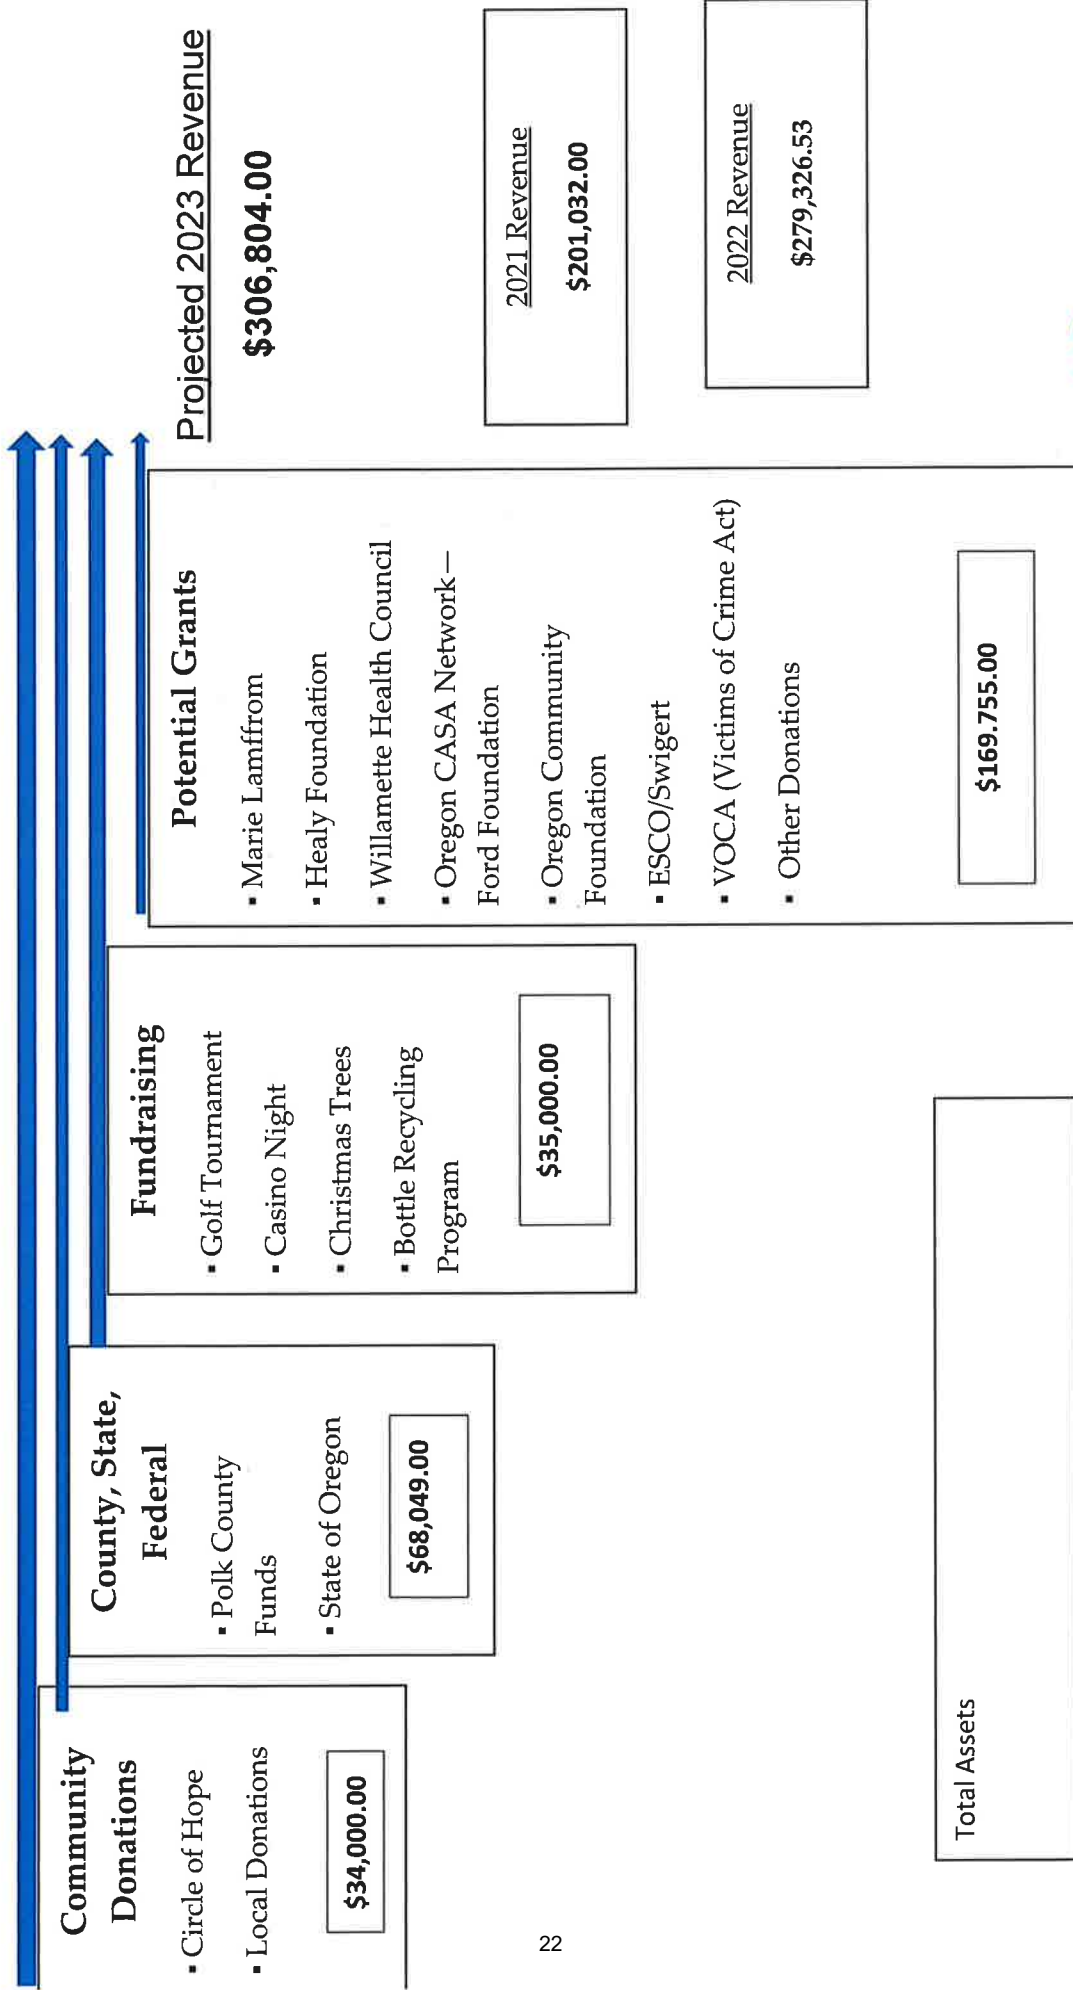 Community
Donations
▪ Circle of Hope
▪ Local Donations
$34,000.00
County, State,
Federal
▪ Polk County
Funds
▪ State of Oregon
$68,049.00
Fundraising
▪ Golf Tournament
▪ Casino Night
▪ Christmas Trees
▪ Bottle Recycling
Program
$35,000.00
Potential Grants
▪ Marie Lamffrom
▪ Healy Foundation
▪ Willamette Health Council
▪ Oregon CASA Network—
Ford Foundation
▪ Oregon Community
Foundation
▪ ESCO/Swigert
▪ VOCA (Victims of Crime Act)
▪ Other Donations
$169.755.00
Projected 2023 Revenue
$306,804.00
2021 Revenue
$201,032.00
2022 Revenue
$279,326.53
Total Assets
22